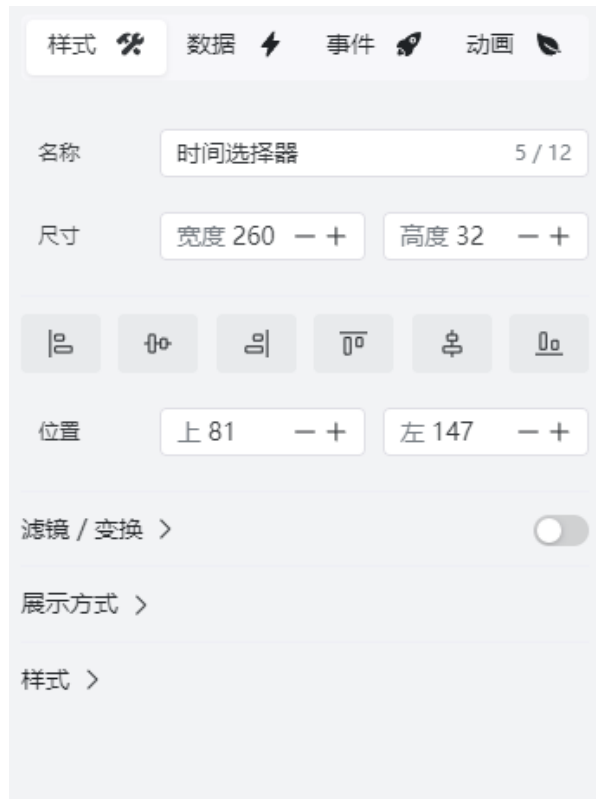 样式 数据 事件 动画
名称 时间选择器 5 / 12
尺寸 宽度 260 高度 32
位置 上 81 左 147
滤镜 / 变换
展示方式
样式